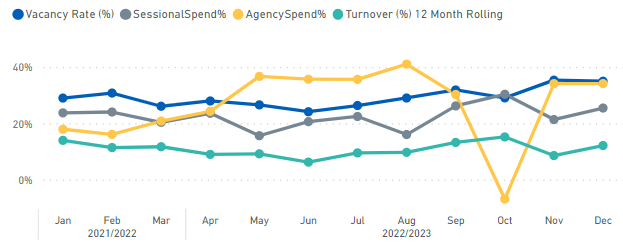 Vacancy Rate (%) SessionalSpend% AgencySpend% Turnover (%) 12 Month Rolling
40%
20%
0%
Jan Feb Mar Apr May Jun Jul Aug Sep Oct Nov Dec
2021/2022 2022/2023